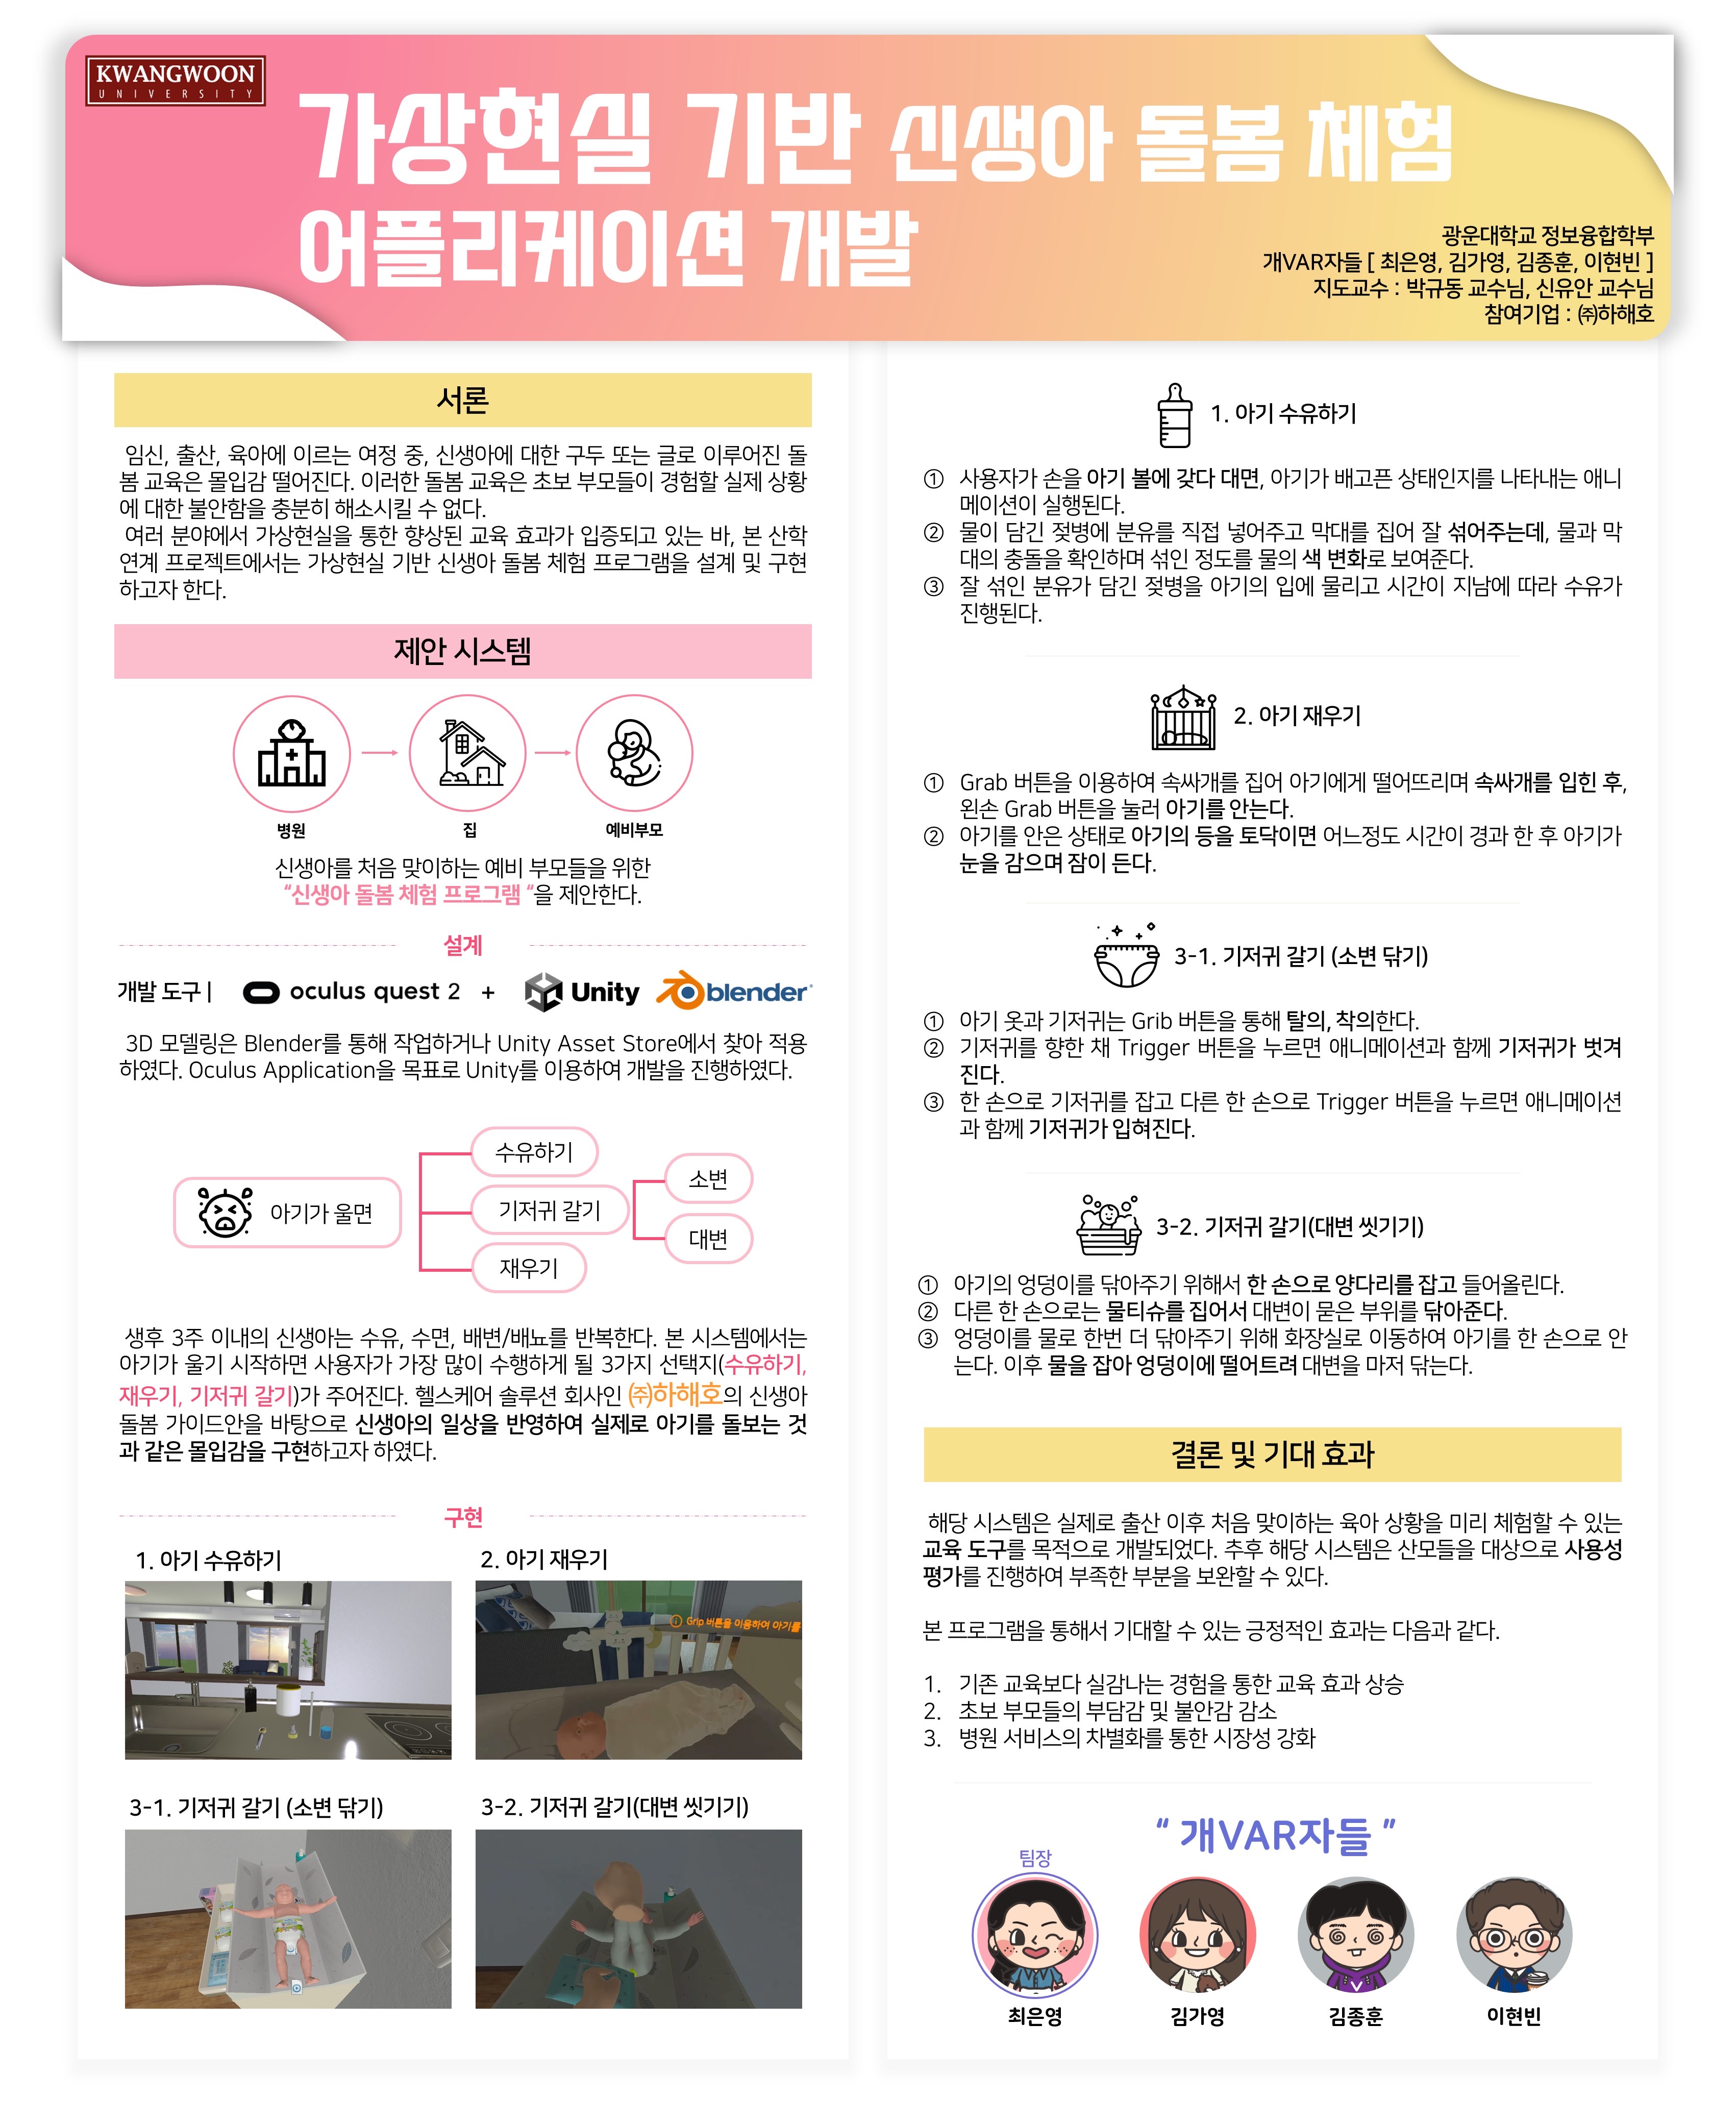 KWANGWOON
UNIVERSITY
가상현실 기반 신생아 돌봄 체험
어플리케이션 개발
광운대학교 정보융합학부
개VAR자들 [ 최은영, 김가영, 김종훈, 이현빈 ]
지도교수 : 박규동 교수님, 신유안 교수님
참여기업 : ㈜하해호
서론
임신, 출산, 육아에 이르는 여정 중, 신생아에 대한 구두 또는 글로 이루어진 돌
봄 교육은 몰입감 떨어진다. 이러한 돌봄 교육은 초보 부모들이 경험할 실제 상황
에 대한 불안함을 충분히 해소시킬 수 없다.
여러 분야에서 가상현실을 통한 향상된 교육 효과가 입증되고 있는 바, 본 산학
연계 프로젝트에서는 가상현실 기반 신생아 돌봄 체험 프로그램을 설계 및 구현
하고자 한다.
제안 시스템
병원
집
예비부모
신생아를 처음 맞이하는 예비 부모들을 위한
“신생아 돌봄 체험 프로그램 “을 제안한다.
설계
개발 도구 |
oculus quest 2 + Unity blender
3D 모델링은 Blender를 통해 작업하거나 Unity Asset Store에서 찾아 적용
하였다. Oculus Application을 목표로 Unity를 이용하여 개발을 진행하였다.
아기가 울면
수유하기
기저귀 갈기
재우기
소변
대변
생후 3주 이내의 신생아는 수유, 수면, 배변/배뇨를 반복한다. 본 시스템에서는
아기가 울기 시작하면 사용자가 가장 많이 수행하게 될 3가지 선택지(수유하기,
재우기, 기저귀 갈기)가 주어진다. 헬스케어 솔루션 회사인 ㈜하해호의 신생아
돌봄 가이드안을 바탕으로 신생아의 일상을 반영하여 실제로 아기를 돌보는 것
과 같은 몰입감을 구현하고자 하였다.
구현
1. 아기 수유하기
2. 아기 재우기
Grip 버튼을 이용하여 아기를
3-1. 기저귀 갈기 (소변 닦기)
3-2. 기저귀 갈기(대변 씻기기)
1. 아기 수유하기
① 사용자가 손을 아기 볼에 갖다 대면, 아기가 배고픈 상태인지를 나타내는 애니
메이션이 실행된다.
② 물이 담긴 젖병에 분유를 직접 넣어주고 막대를 집어 잘 섞어주는데, 물과 막
대의 충돌을 확인하며 섞인 정도를 물의 색 변화로 보여준다.
③ 잘 섞인 분유가 담긴 젖병을 아기의 입에 물리고 시간이 지남에 따라 수유가
진행된다.
2. 아기 재우기
① Grab 버튼을 이용하여 속싸개를 집어 아기에게 떨어뜨리며 속싸개를 입힌 후,
왼손 Grab 버튼을 눌러 아기를 안는다.
② 아기를 안은 상태로 아기의 등을 토닥이면 어느정도 시간이 경과 한 후 아기가
눈을 감으며 잠이 든다.
3-1. 기저귀 갈기 (소변 닦기)
① 아기 옷과 기저귀는 Grib 버튼을 통해 탈의, 착의한다.
② 기저귀를 향한 채 Trigger 버튼을 누르면 애니메이션과 함께 기저귀가 벗겨
진다.
③ 한 손으로 기저귀를 잡고 다른 한 손으로 Trigger 버튼을 누르면 애니메이션
과 함께 기저귀가 입혀진다.
3-2. 기저귀 갈기(대변 씻기기)
① 아기의 엉덩이를 닦아주기 위해서 한 손으로 양다리를 잡고 들어올린다.
② 다른 한 손으로는 물티슈를 집어서 대변이 묻은 부위를 닦아준다.
③ 엉덩이를 물로 한번 더 닦아주기 위해 화장실로 이동하여 아기를 한 손으로 안
는다. 이후 물을 잡아 엉덩이에 떨어트려 대변을 마저 닦는다.
결론 및 기대 효과
해당 시스템은 실제로 출산 이후 처음 맞이하는 육아 상황을 미리 체험할 수 있는
교육 도구를 목적으로 개발되었다. 추후 해당 시스템은 산모들을 대상으로 사용성
평가를 진행하여 부족한 부분을 보완할 수 있다.
본 프로그램을 통해서 기대할 수 있는 긍정적인 효과는 다음과 같다.
1. 기존 교육보다 실감나는 경험을 통한 교육 효과 상승
2. 초보 부모들의 부담감 및 불안감 감소
3. 병원 서비스의 차별화를 통한 시장성 강화
“ 개VAR자들 ”
팀장
최은영
김가영
김종훈
이현빈